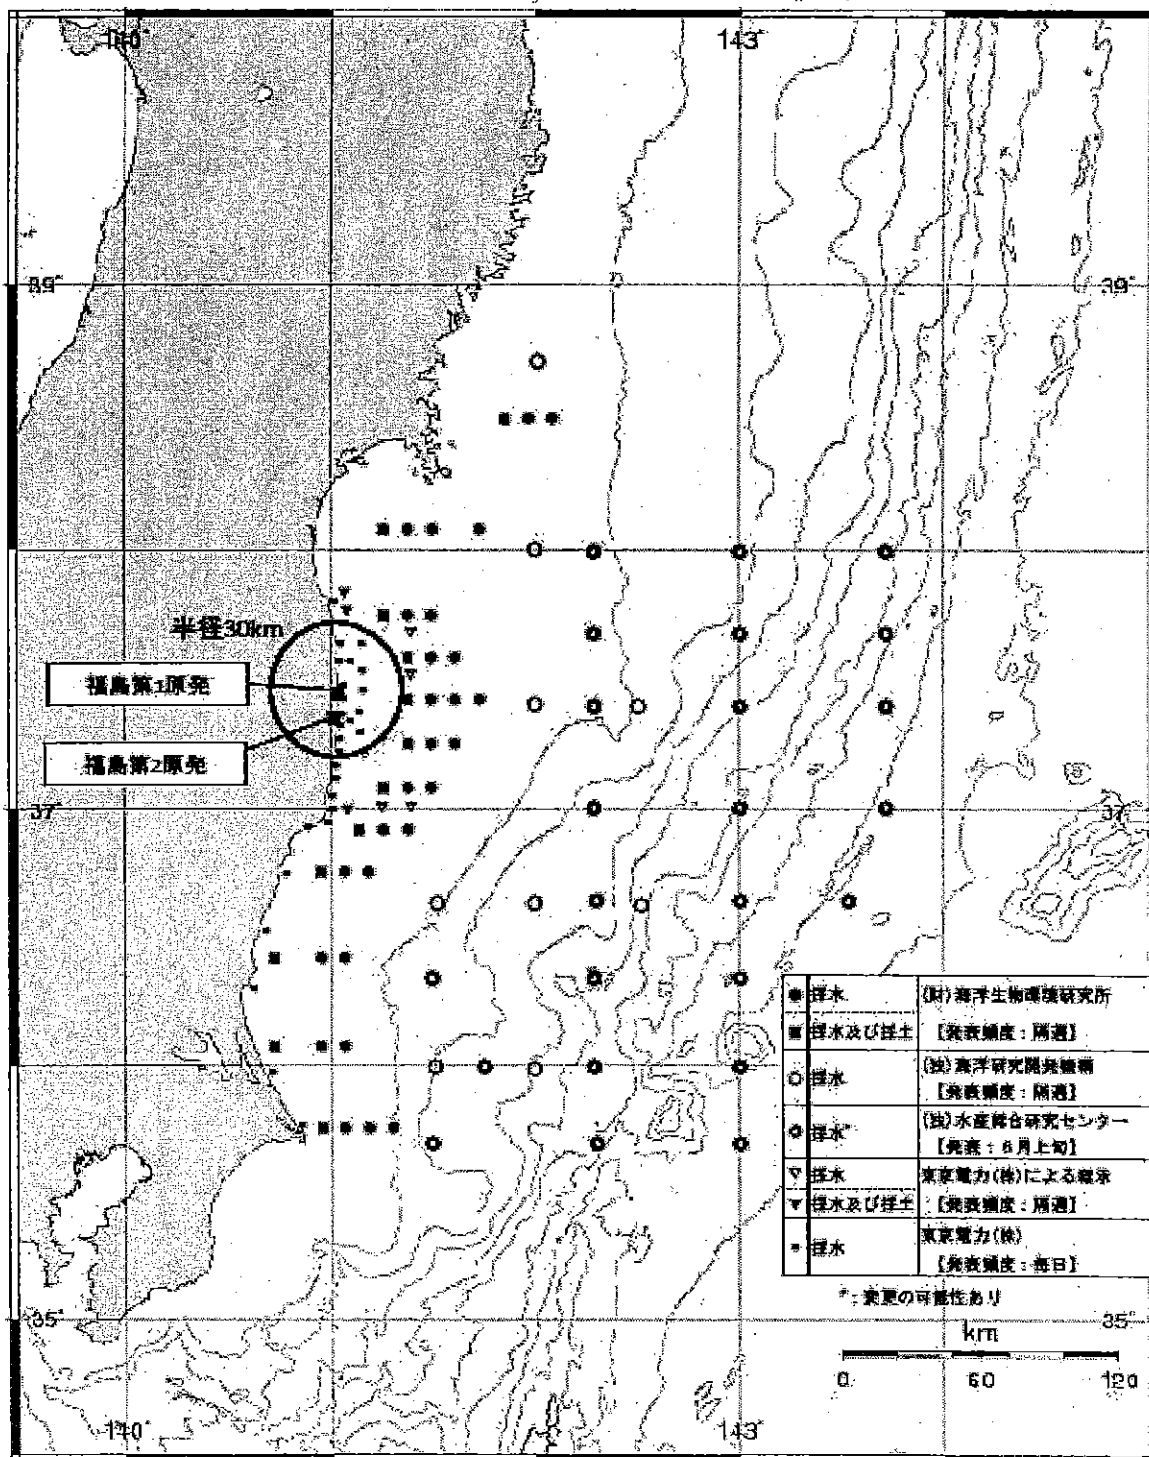 140°
143°
39°
39°
半径30km
福島第1原発
福島第2原発
37°
37°
採水
(財)海洋生物環境研究所
採水及び採土
【発表頻度：隔週】
採水
(独)海洋研究開発機構
【発表頻度：隔週】
採水*
(独)水産総合研究センター
【発表：6月上旬】
採水
東京電力(株)による
採水及び採土
【発表頻度：隔週】
採水
東京電力(株)
【発表頻度：毎日】
*：変更の可能性あり
35°
35°
km
0 60 120
140°
143°